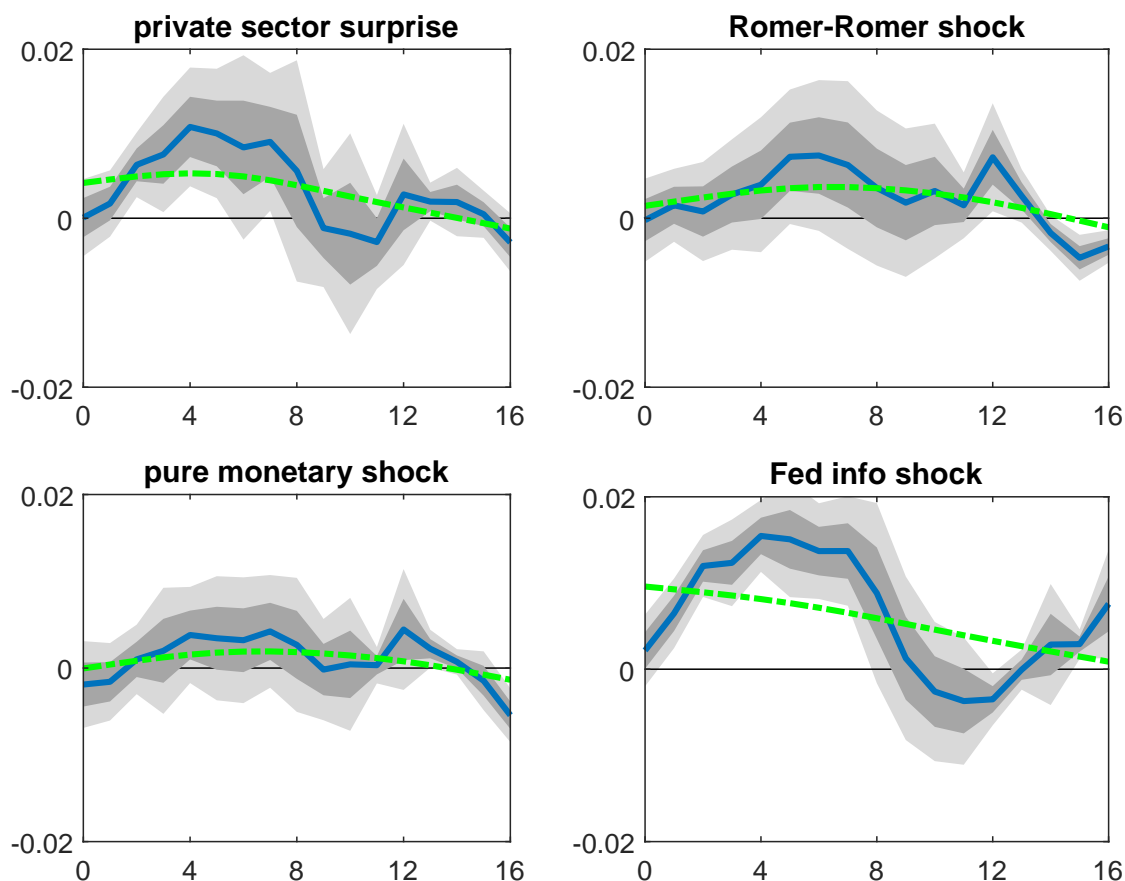 private sector surprise
0.02
0
-0.02
0 4 8 12 16
Romer-Romer shock
0.02
0
-0.02
0 4 8 12 16
pure monetary shock
0.02
0
-0.02
0 4 8 12 16
Fed info shock
0.02
0
-0.02
0 4 8 12 16